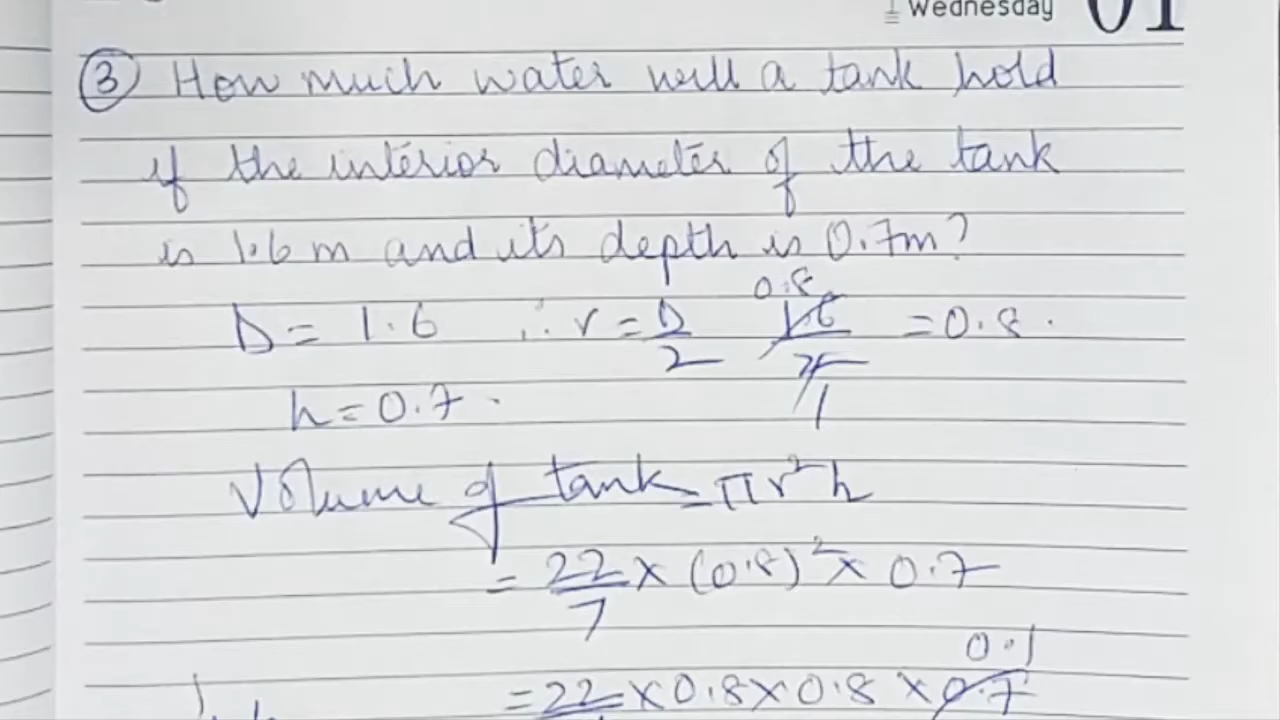 Wednesday 01
③ How much water will a tank hold
if the interior diameter of the tank
is 1.6 m and its depth is 0.7m?
D = 1.6 ∴ r = D/2 1.6/2 0.8 1 = 0.8.
h = 0.7.
Volume of tank = πr²h
= 22/7 × (0.8)² × 0.7
0.1
= 22 × 0.8 × 0.8 × 0.7